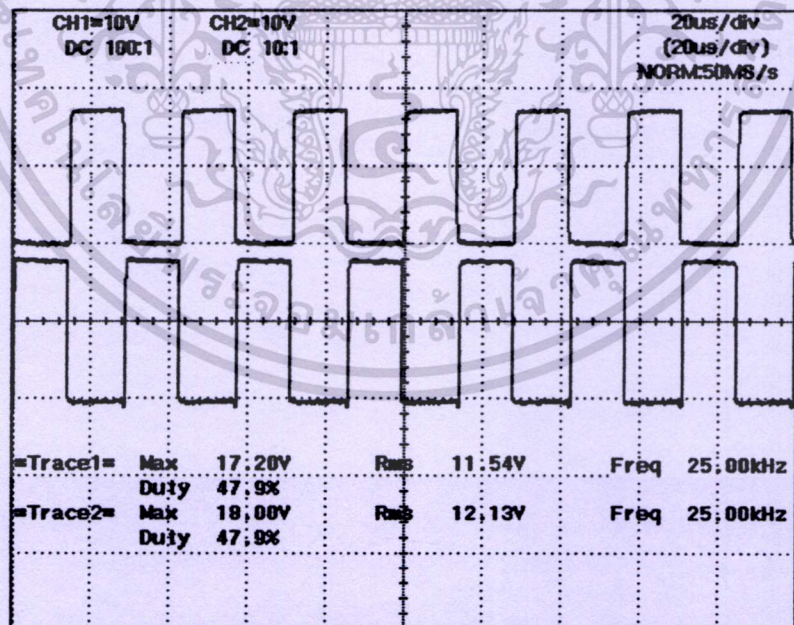 CH1=10V CH2=10V 20us/div
DC 100:1 DC 10:1 (20us/div)
NORM:50MS/s
=Trace1= Max 17.20V Rms 11.54V Freq 25.00kHz
Duty 47.9%
=Trace2= Max 18.00V Rms 12.13V Freq 25.00kHz
Duty 47.9%